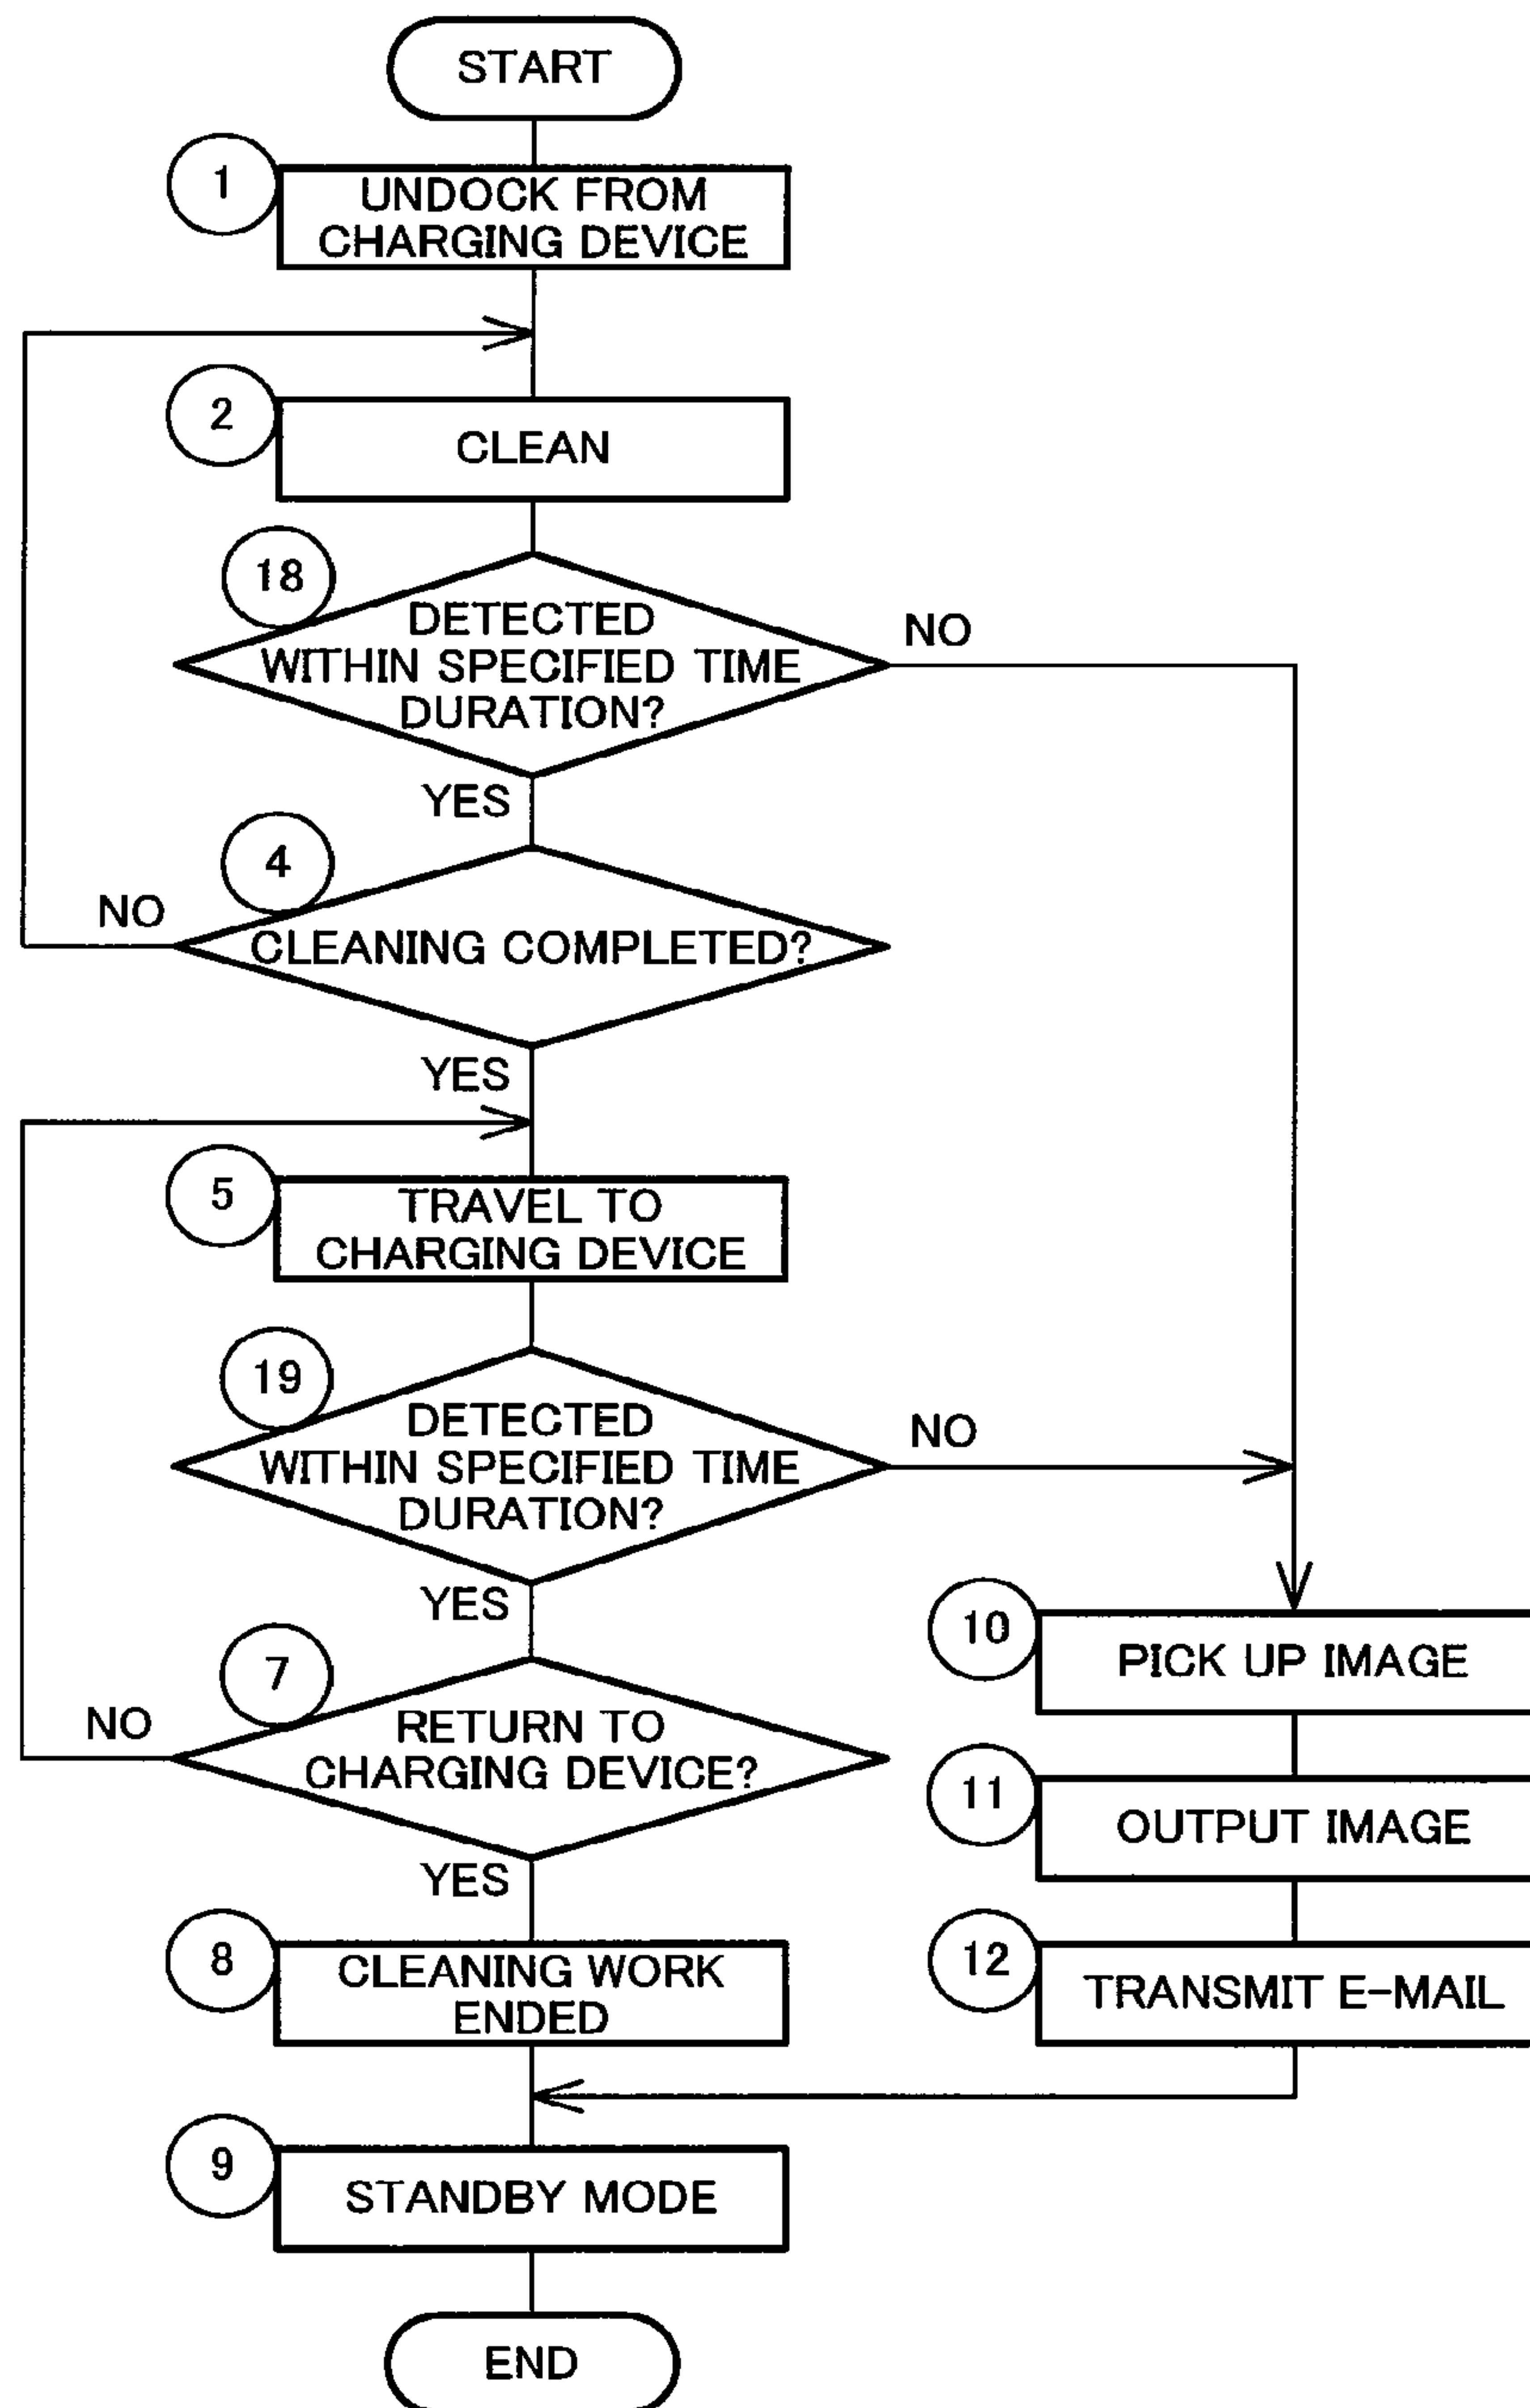 START
1
UNDOCK FROM
CHARGING DEVICE
2
CLEAN
18
DETECTED
WITHIN SPECIFIED TIME
DURATION?
NO
YES
4
CLEANING COMPLETED?
NO
YES
5
TRAVEL TO
CHARGING DEVICE
19
DETECTED
WITHIN SPECIFIED TIME
DURATION?
NO
YES
7
RETURN TO
CHARGING DEVICE?
NO
YES
8
CLEANING WORK
ENDED
10
PICK UP IMAGE
11
OUTPUT IMAGE
12
TRANSMIT E-MAIL
9
STANDBY MODE
END